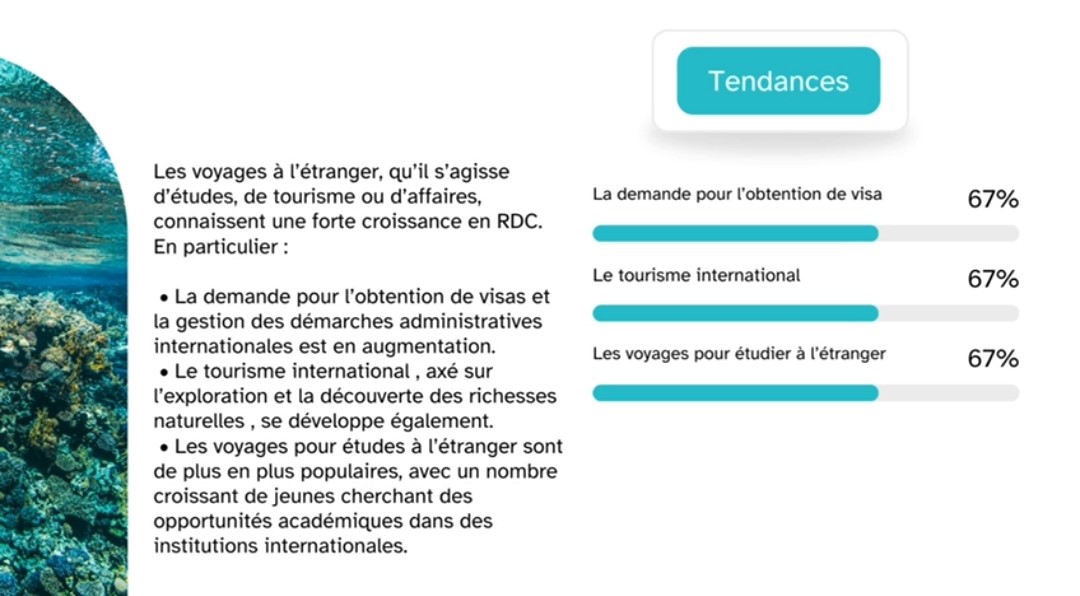 Tendances
Les voyages à l'étranger, qu'il s'agisse
d'études, de tourisme ou d'affaires,
connaissent une forte croissance en RDC.
En particulier :
• La demande pour l'obtention de visas et
la gestion des démarches administratives
internationales est en augmentation.
• Le tourisme international , axé sur
l'exploration et la découverte des richesses
naturelles , se développe également.
• Les voyages pour études à l'étranger sont
de plus en plus populaires, avec un nombre
croissant de jeunes cherchant des
opportunités académiques dans des
institutions internationales.
La demande pour l'obtention de visa 67%
Le tourisme international 67%
Les voyages pour étudier à l'étranger 67%